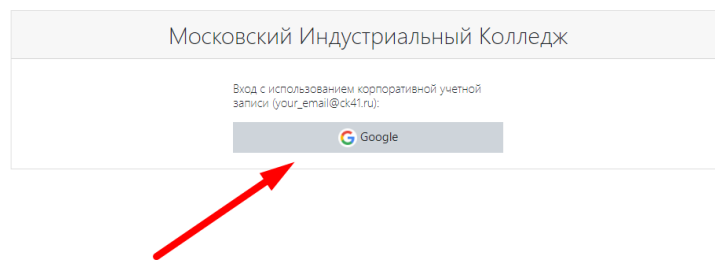 Московский Индустриальный Колледж
Вход с использованием корпоративной учетной
записи (your_email@ck41.ru):
Google